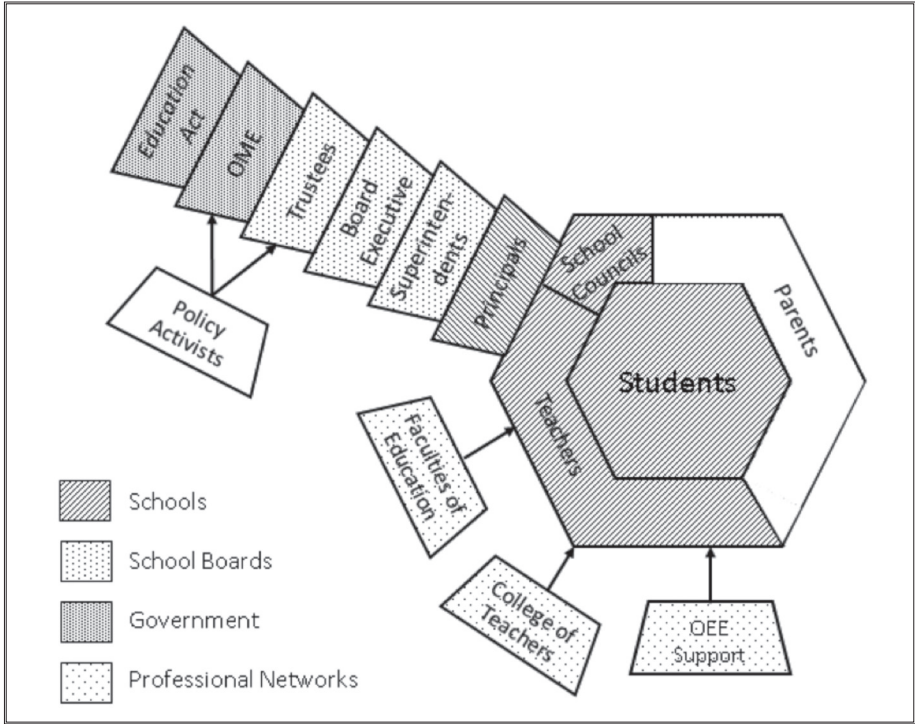 Education
Act
OME
Trustees
Board
Executive
Superinten-
dents
Principals
School
Councils
Parents
Students
Teachers
Policy
Activists
Faculties of
Education
College of
Teachers
OEE
Support
Schools
School Boards
Government
Professional Networks